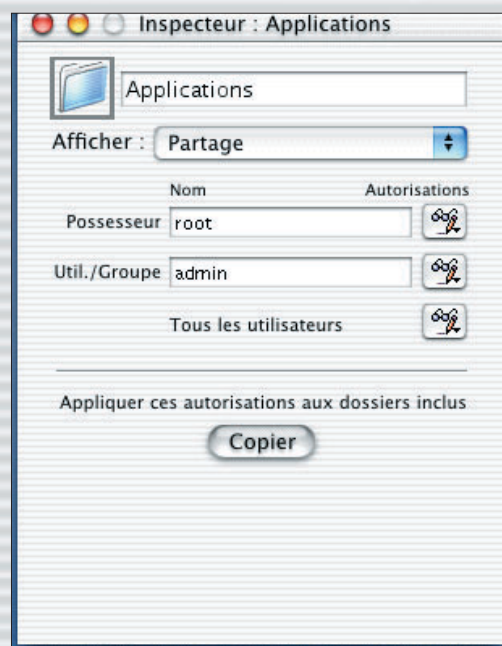 Inspecteur : Applications
Applications
Afficher : Partage
Nom Autorisations
Possesseur root
Util./Groupe admin
Tous les utilisateurs
Appliquer ces autorisations aux dossiers inclus
Copier